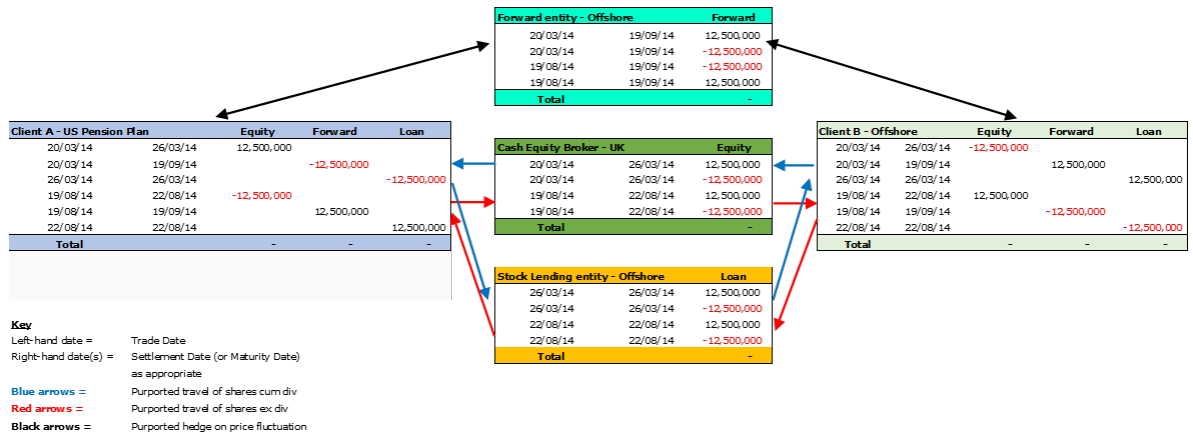 Forward entity - Offshore Forward
20/03/14 19/09/14 12,500,000
20/03/14 19/09/14 -12,500,000
19/08/14 19/09/14 -12,500,000
19/08/14 19/09/14 12,500,000
Total -
Client A - US Pension Plan Equity Forward Loan
20/03/14 26/03/14 12,500,000
20/03/14 19/09/14 -12,500,000
26/03/14 26/03/14 -12,500,000
19/08/14 22/08/14 -12,500,000
19/08/14 19/09/14 12,500,000
22/08/14 22/08/14 12,500,000
Total - - -
Cash Equity Broker - UK Equity
20/03/14 26/03/14 12,500,000
20/03/14 26/03/14 -12,500,000
19/08/14 22/08/14 12,500,000
19/08/14 22/08/14 -12,500,000
Total -
Client B - Offshore Equity Forward Loan
20/03/14 26/03/14 -12,500,000
20/03/14 19/09/14 12,500,000
26/03/14 26/03/14 12,500,000
19/08/14 22/08/14 12,500,000
19/08/14 19/09/14 -12,500,000
22/08/14 22/08/14 -12,500,000
Total - - -
Stock Lending entity - Offshore Loan
26/03/14 26/03/14 12,500,000
26/03/14 26/03/14 -12,500,000
22/08/14 22/08/14 12,500,000
22/08/14 22/08/14 -12,500,000
Total -
Key
Left-hand date = Trade Date
Right-hand date(s) = Settlement Date (or Maturity Date)
as appropriate
Blue arrows = Purported travel of shares cum div
Red arrows = Purported travel of shares ex div
Black arrows = Purported hedge on price fluctuation